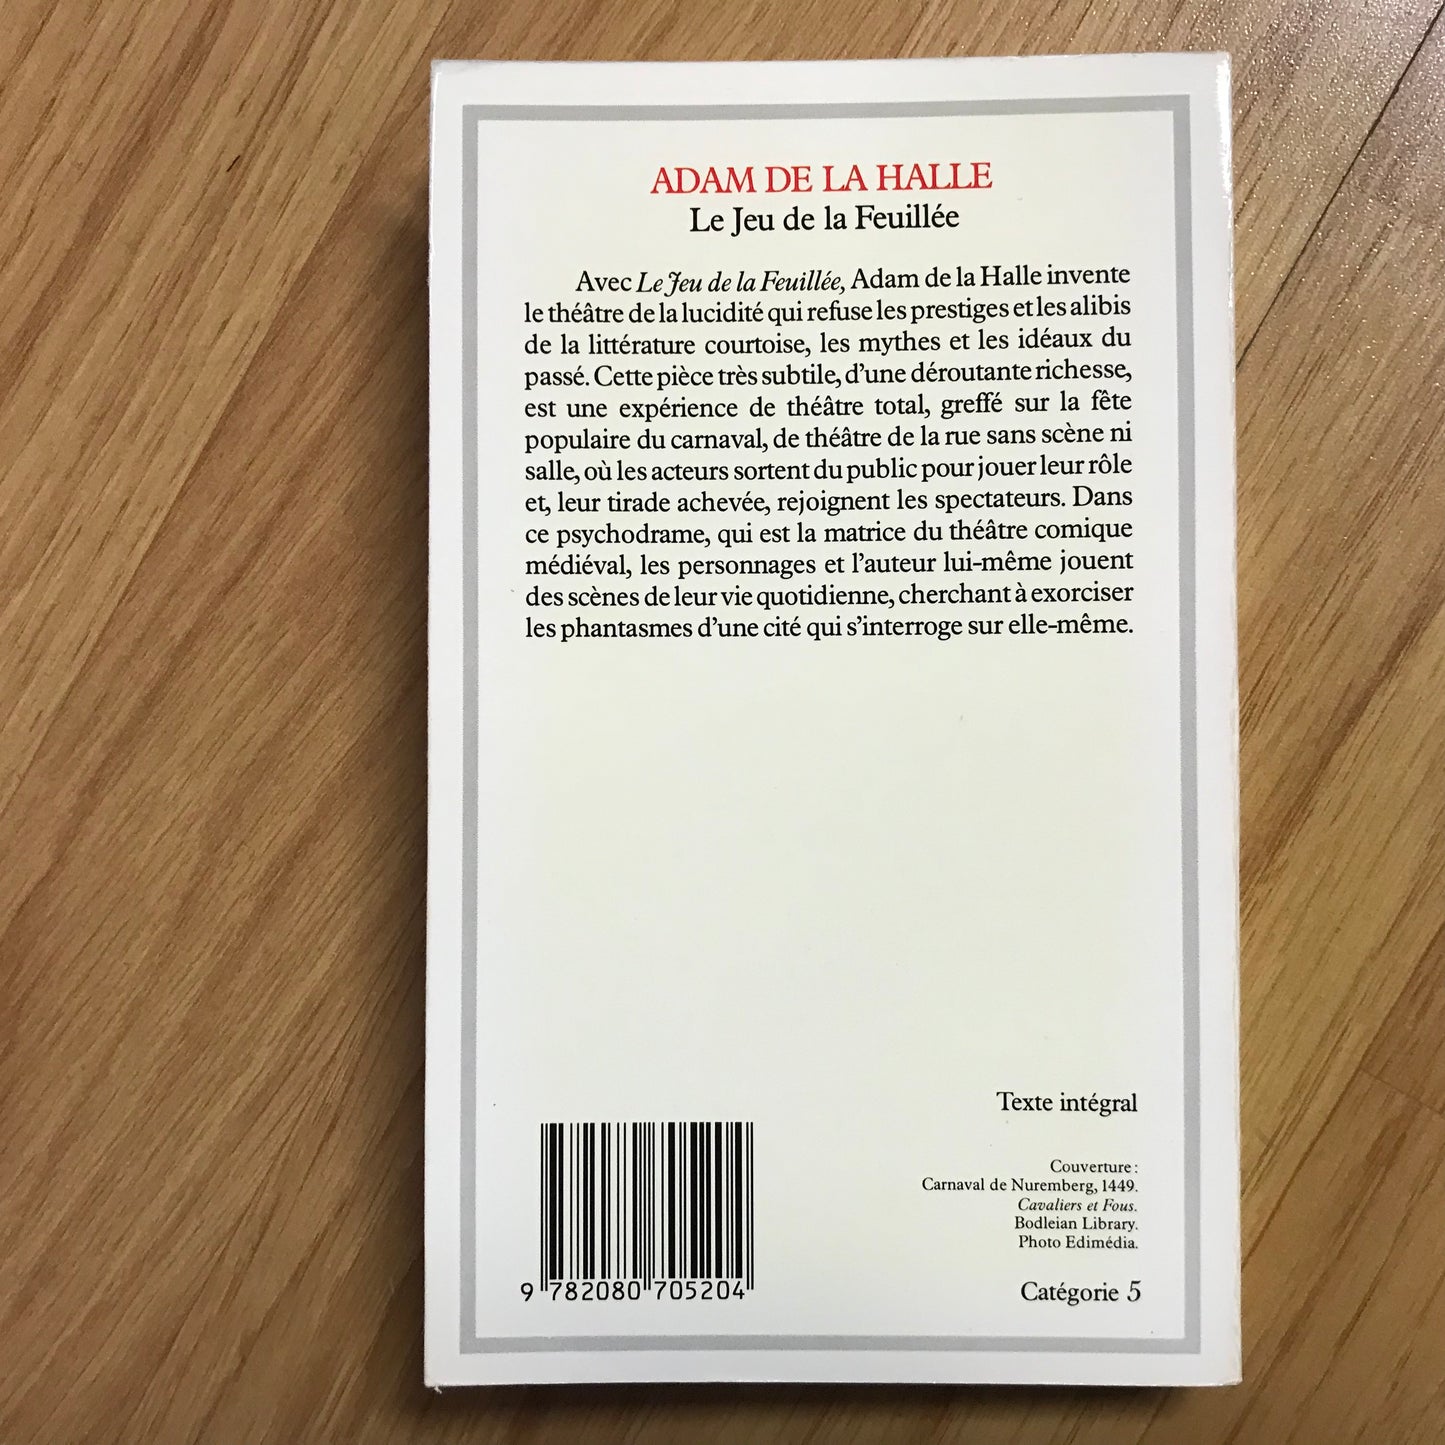 ADAM DE LA HALLE
Le Jeu de la Feuillée
Avec Le Jeu de la Feuillée, Adam de la Halle invente
le théâtre de la lucidité qui refuse les prestiges et les alibis
de la littérature courtoise, les mythes et les idéaux du
passé. Cette pièce très subtile, d'une déroutante richesse,
est une expérience de théâtre total, greffé sur la fête
populaire du carnaval, de théâtre de la rue sans scène ni
salle, où les acteurs sortent du public pour jouer leur rôle
et, leur tirade achevée, rejoignent les spectateurs. Dans
ce psychodrame, qui est la matrice du théâtre comique
médiéval, les personnages et l'auteur lui-même jouent
des scènes de leur vie quotidienne, cherchant à exorciser
les phantasmes d'une cité qui s'interroge sur elle-même.
Texte intégral
Couverture :
Carnaval de Nuremberg, 1449.
Cavaliers et Fous.
Bodleian Library.
Photo Edimédia.
9 782080 705204
Catégorie 5